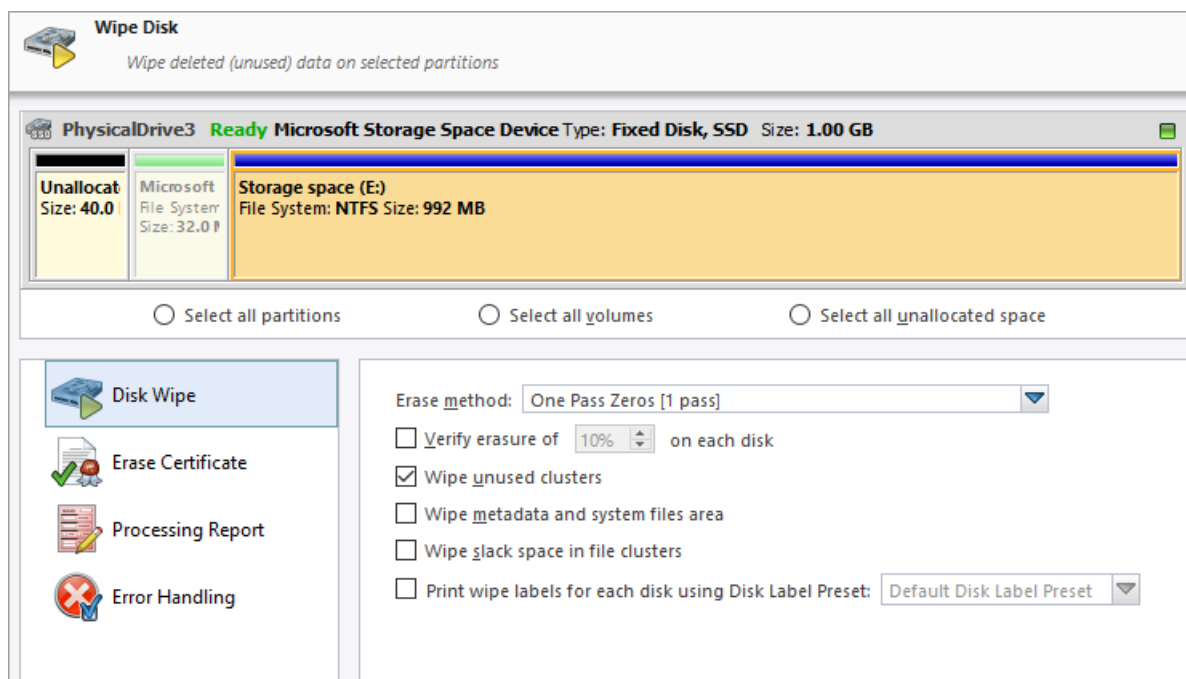 Wipe Disk
Wipe deleted (unused) data on selected partitions
SSD PhysicalDrive3 Ready Microsoft Storage Space Device Type: Fixed Disk, SSD Size: 1.00 GB
Unallocat Microsoft Storage space (E:)
Size: 40.0 File System File System: NTFS Size: 992 MB
Size: 32.0 M
Select all partitions Select all volumes Select all unallocated space
Disk Wipe
Erase Certificate
Processing Report
Error Handling
Erase method: One Pass Zeros [1 pass]
Verify erasure of 10% on each disk
Wipe unused clusters
Wipe metadata and system files area
Wipe slack space in file clusters
Print wipe labels for each disk using Disk Label Preset: Default Disk Label Preset